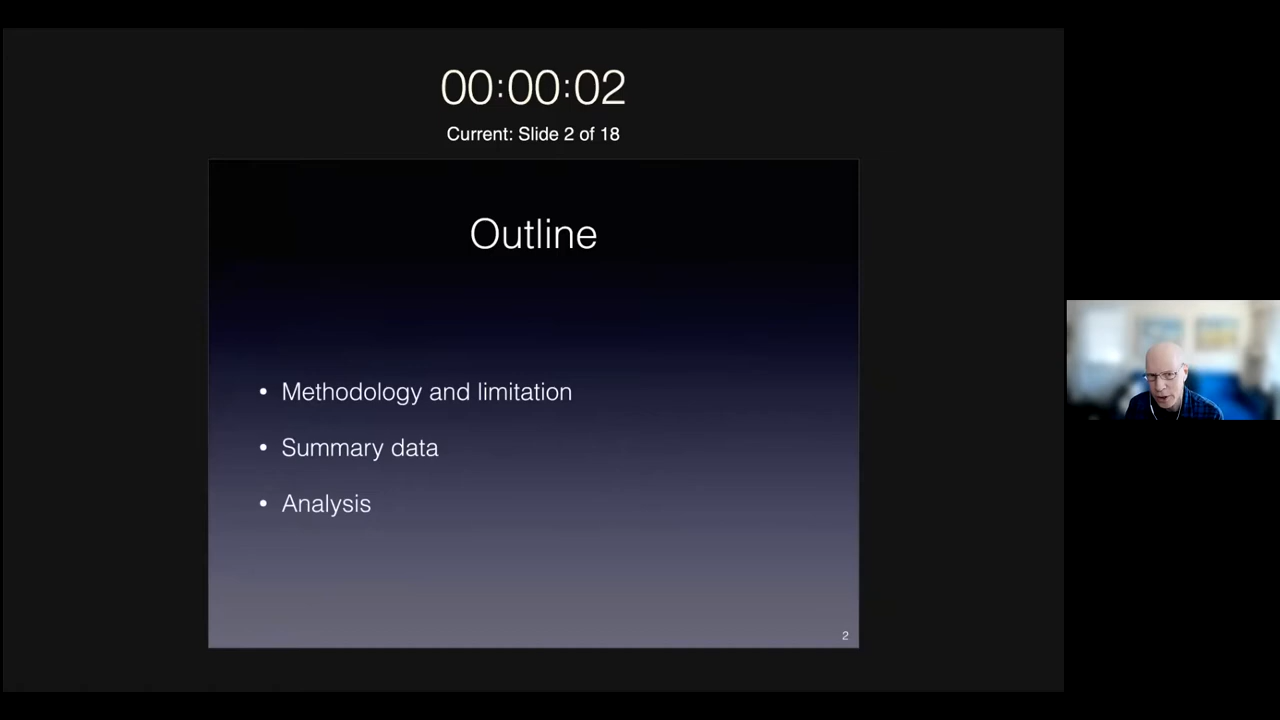 00:00:02
Current: Slide 2 of 18
Outline
• Methodology and limitation
• Summary data
• Analysis
2